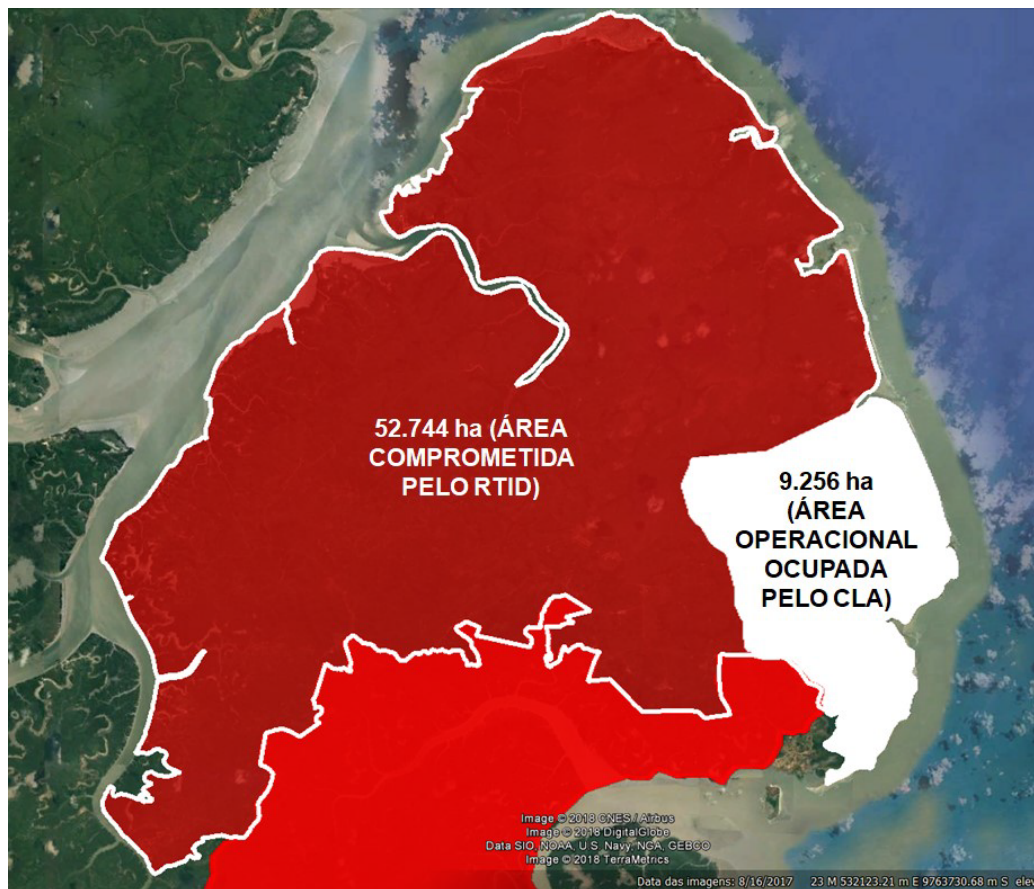 52.744 ha (ÁREA
COMPROMETIDA
PELO RTID)
9.256 ha
(ÁREA
OPERACIONAL
OCUPADA
PELO CLA)
Image © 2018 CNES / Airbus
Image © 2018 DigitalGlobe
Data SIO, NOAA, U.S. Navy, NGA, GEBCO
Image © 2018 TerraMetrics
Data das imagens: 8/16/2017 23 M 532123.21 m E 9763730.68 m S elev